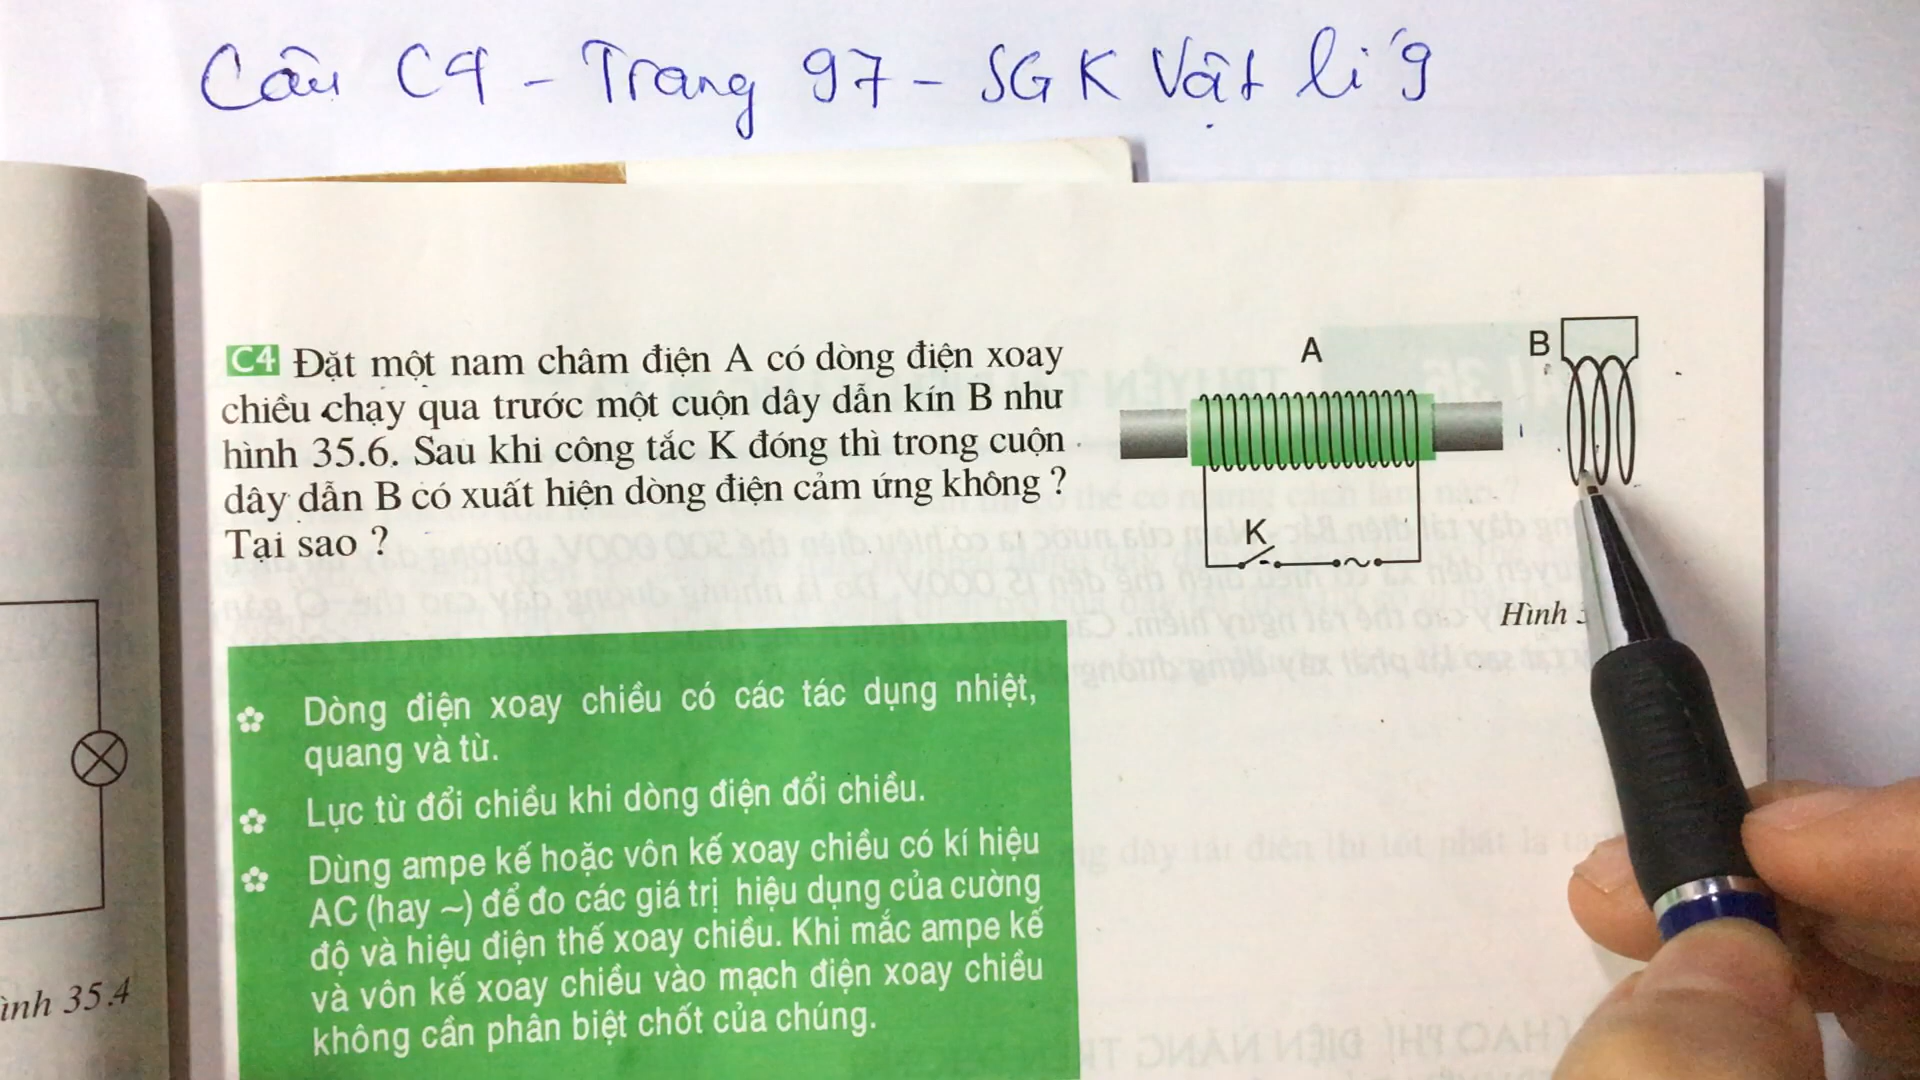 Câu C4 - Trang 97 - SGK Vật lí 9
C4 Đặt một nam châm điện A có dòng điện xoay
chiều chạy qua trước một cuộn dây dẫn kín B như
hình 35.6. Sau khi công tắc K đóng thì trong cuộn
dây dẫn B có xuất hiện dòng điện cảm ứng không ?
Tại sao ?
A
B
K
~
Hình
Dòng điện xoay chiều có các tác dụng nhiệt,
quang và từ.
Lực từ đổi chiều khi dòng điện đổi chiều.
Dùng ampe kế hoặc vôn kế xoay chiều có kí hiệu
AC (hay ~) để đo các giá trị hiệu dụng của cường
độ và hiệu điện thế xoay chiều. Khi mắc ampe kế
và vôn kế xoay chiều vào mạch điện xoay chiều
không cần phân biệt chốt của chúng.
ình 35.4